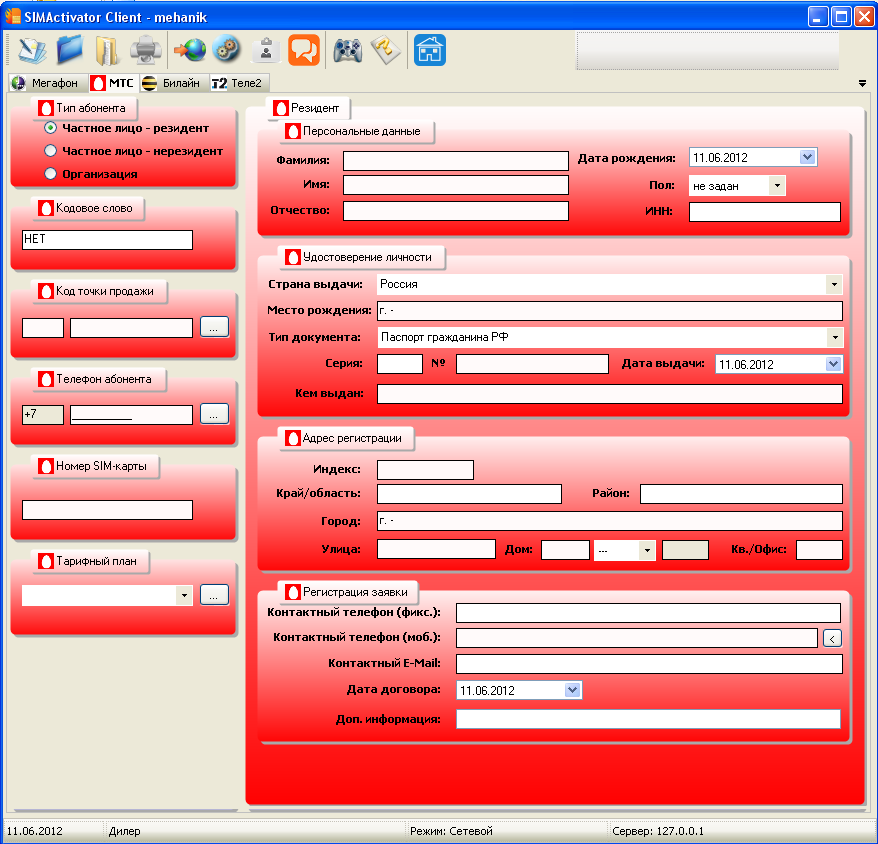 SIMActivator Client - mehanik
Мегафон МТС Билайн T2 Теле2
Тип абонента
Частное лицо - резидент
Частное лицо - нерезидент
Организация
Кодовое слово
НЕТ
Код точки продажи
...
Телефон абонента
+7 __________ ...
Номер SIM-карты
Тарифный план
...
Резидент
Персональные данные
Фамилия: Дата рождения: 11.06.2012
Имя: Пол: не задан
Отчество: ИНН:
Удостоверение личности
Страна выдачи: Россия
Место рождения: г. -
Тип документа: Паспорт гражданина РФ
Серия: № Дата выдачи: 11.06.2012
Кем выдан:
Адрес регистрации
Индекс:
Край/область: Район:
Город: г. -
Улица: Дом: --- Кв./Офис:
Регистрация заявки
Контактный телефон (фикс.):
Контактный телефон (моб.): <
Контактный E-Mail:
Дата договора: 11.06.2012
Доп. информация:
11.06.2012 Дилер Режим: Сетевой Сервер: 127.0.0.1